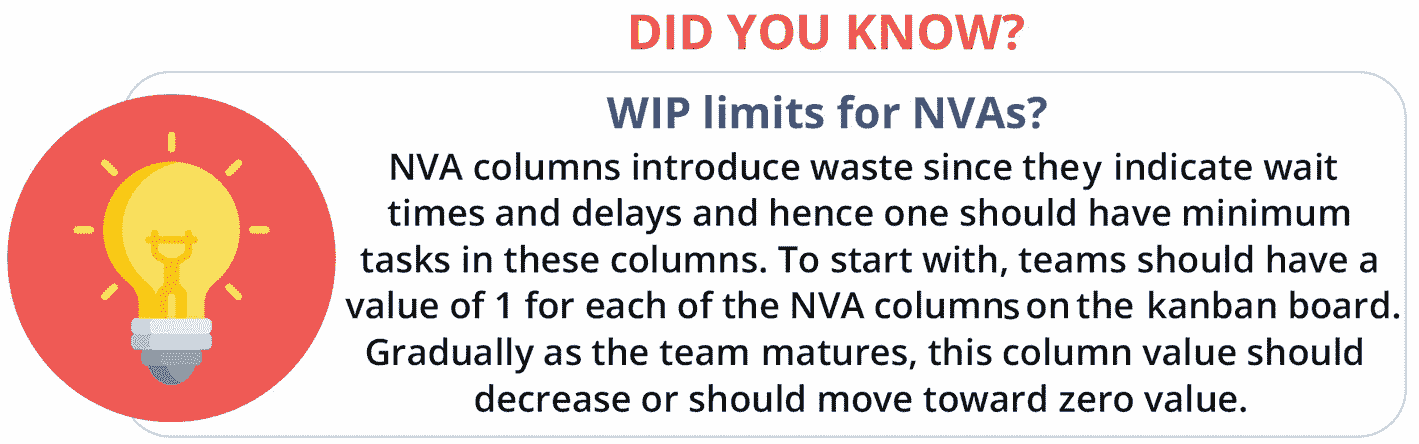 DID YOU KNOW?
WIP limits for NVAs?
NVA columns introduce waste since they indicate wait
times and delays and hence one should have minimum
tasks in these columns. To start with, teams should have a
value of 1 for each of the NVA columns on the kanban board.
Gradually as the team matures, this column value should
decrease or should move toward zero value.